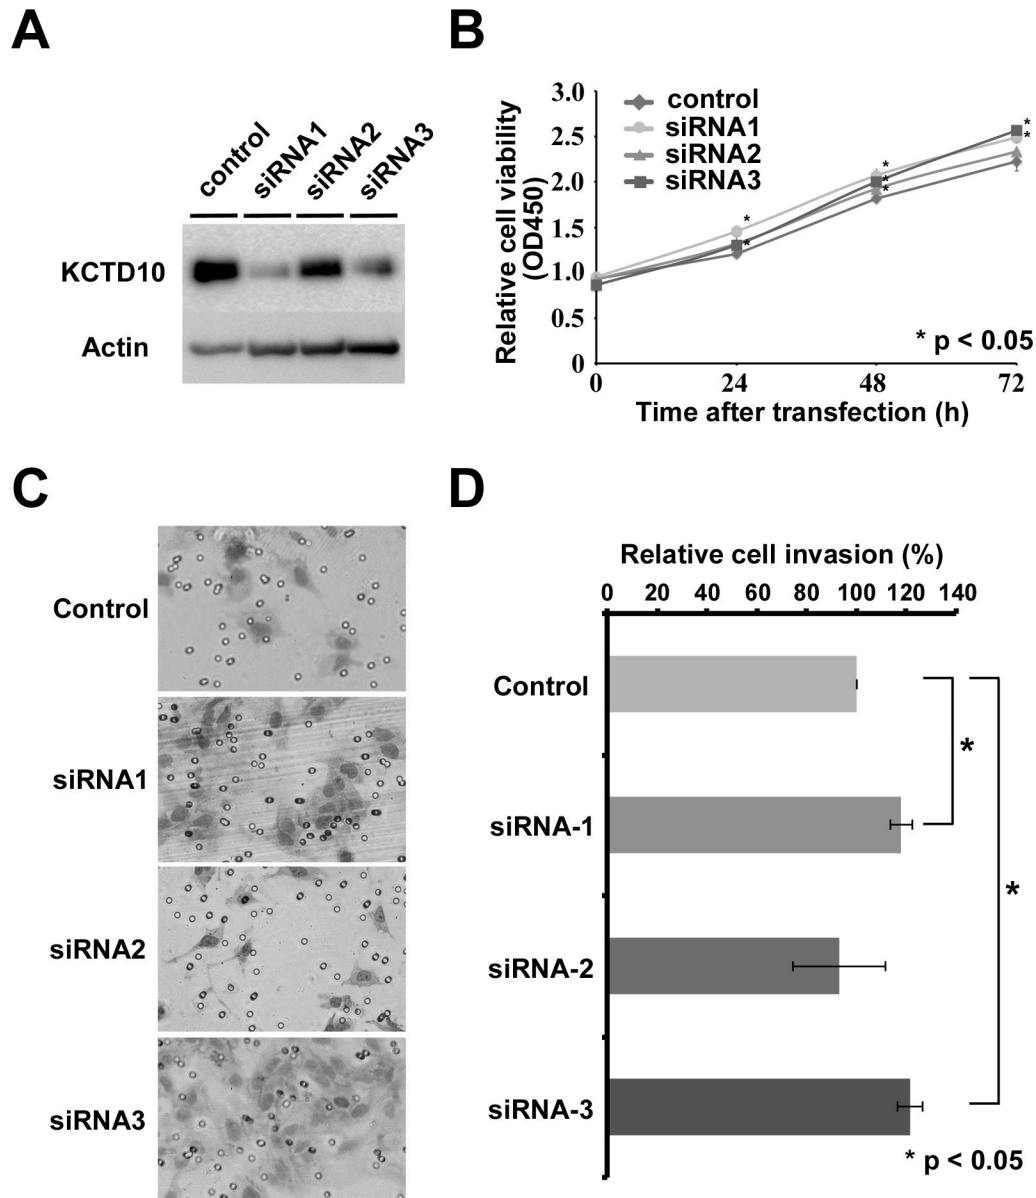 A
control
siRNA1
siRNA2
siRNA3
KCTD10
Actin
B
Relative cell viability
(OD450)
3.0
2.5
2.0
1.5
1.0
0.5
0
control
siRNA1
siRNA2
siRNA3
*
*
*
*
*
*
*
* p < 0.05
0 24 48 72
Time after transfection (h)
C
Control
siRNA1
siRNA2
siRNA3
D
Relative cell invasion (%)
0 20 40 60 80 100 120 140
Control
siRNA-1
siRNA-2
siRNA-3
*
*
* p < 0.05